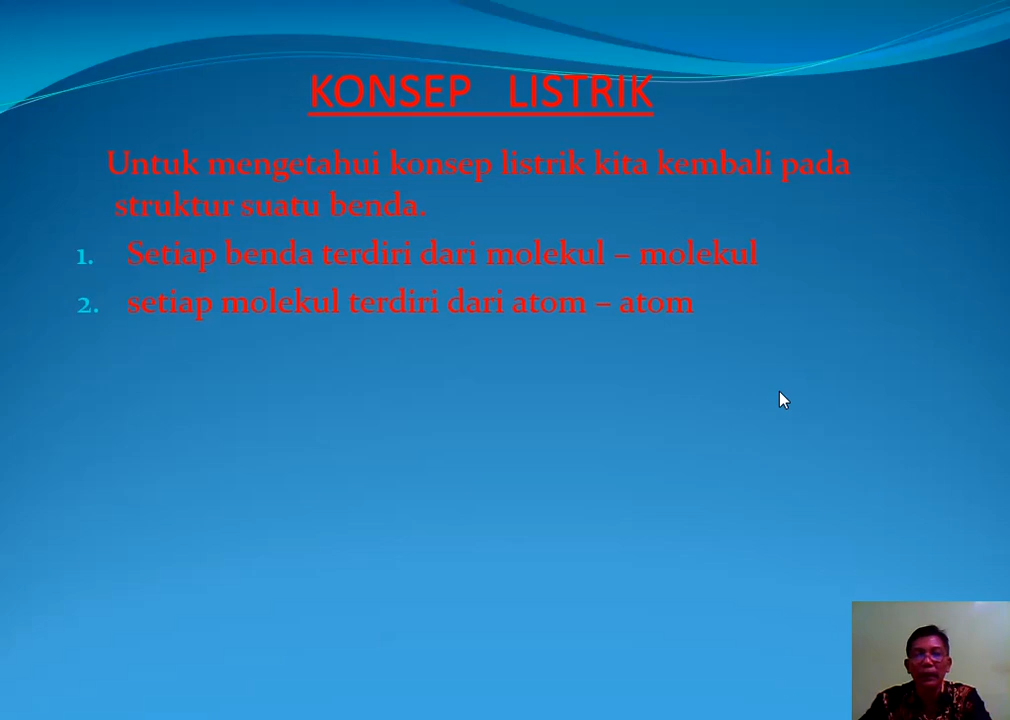 KONSEP LISTRIK
Untuk mengetahui konsep listrik kita kembali pada
struktur suatu benda.
1. Setiap benda terdiri dari molekul – molekul
2. setiap molekul terdiri dari atom – atom